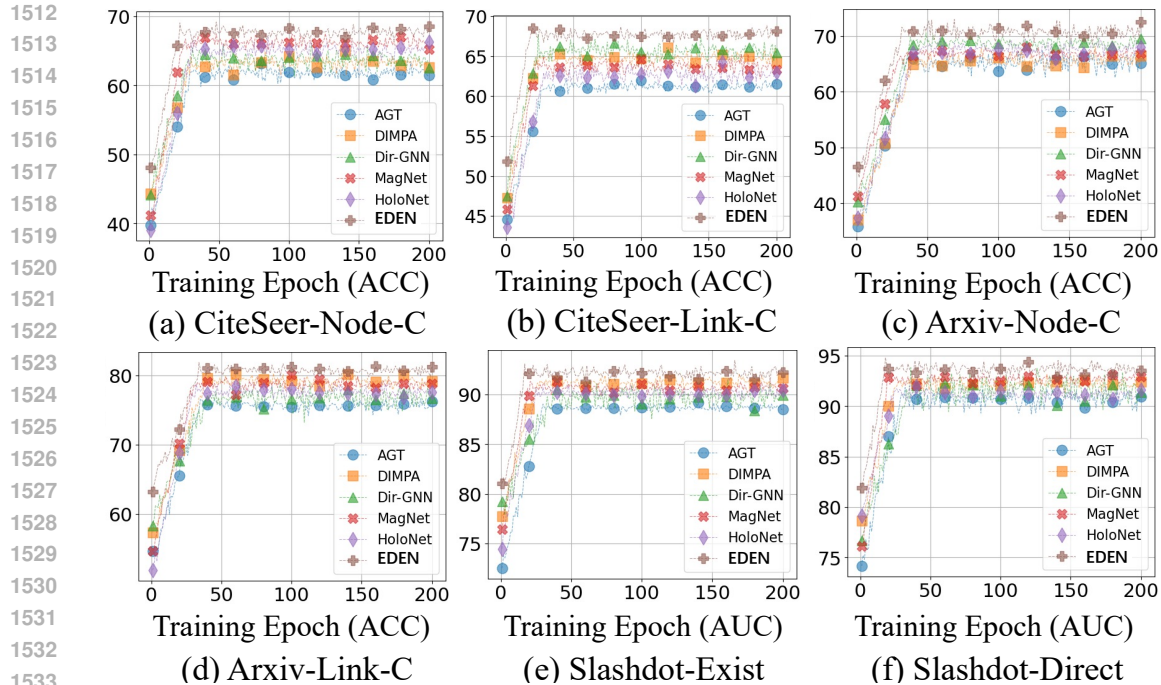 1512
1513
1514
1515
1516
1517
1518
1519
1520
1521
1522
1523
1524
1525
1526
1527
1528
1529
1530
1531
1532
1533
70
60
50
40
0 50 100 150 200
AGT
DIMPA
Dir-GNN
MagNet
HoloNet
EDEN
Training Epoch (ACC)
(a) CiteSeer-Node-C
70
65
60
55
50
45
0 50 100 150 200
AGT
DIMPA
Dir-GNN
MagNet
HoloNet
EDEN
Training Epoch (ACC)
(b) CiteSeer-Link-C
70
60
50
40
0 50 100 150 200
AGT
DIMPA
Dir-GNN
MagNet
HoloNet
EDEN
Training Epoch (ACC)
(c) Arxiv-Node-C
80
70
60
0 50 100 150 200
AGT
DIMPA
Dir-GNN
MagNet
HoloNet
EDEN
Training Epoch (ACC)
(d) Arxiv-Link-C
90
85
80
75
0 50 100 150 200
AGT
DIMPA
Dir-GNN
MagNet
HoloNet
EDEN
Training Epoch (AUC)
(e) Slashdot-Exist
95
90
85
80
75
0 50 100 150 200
AGT
DIMPA
Dir-GNN
MagNet
HoloNet
EDEN
Training Epoch (AUC)
(f) Slashdot-Direct